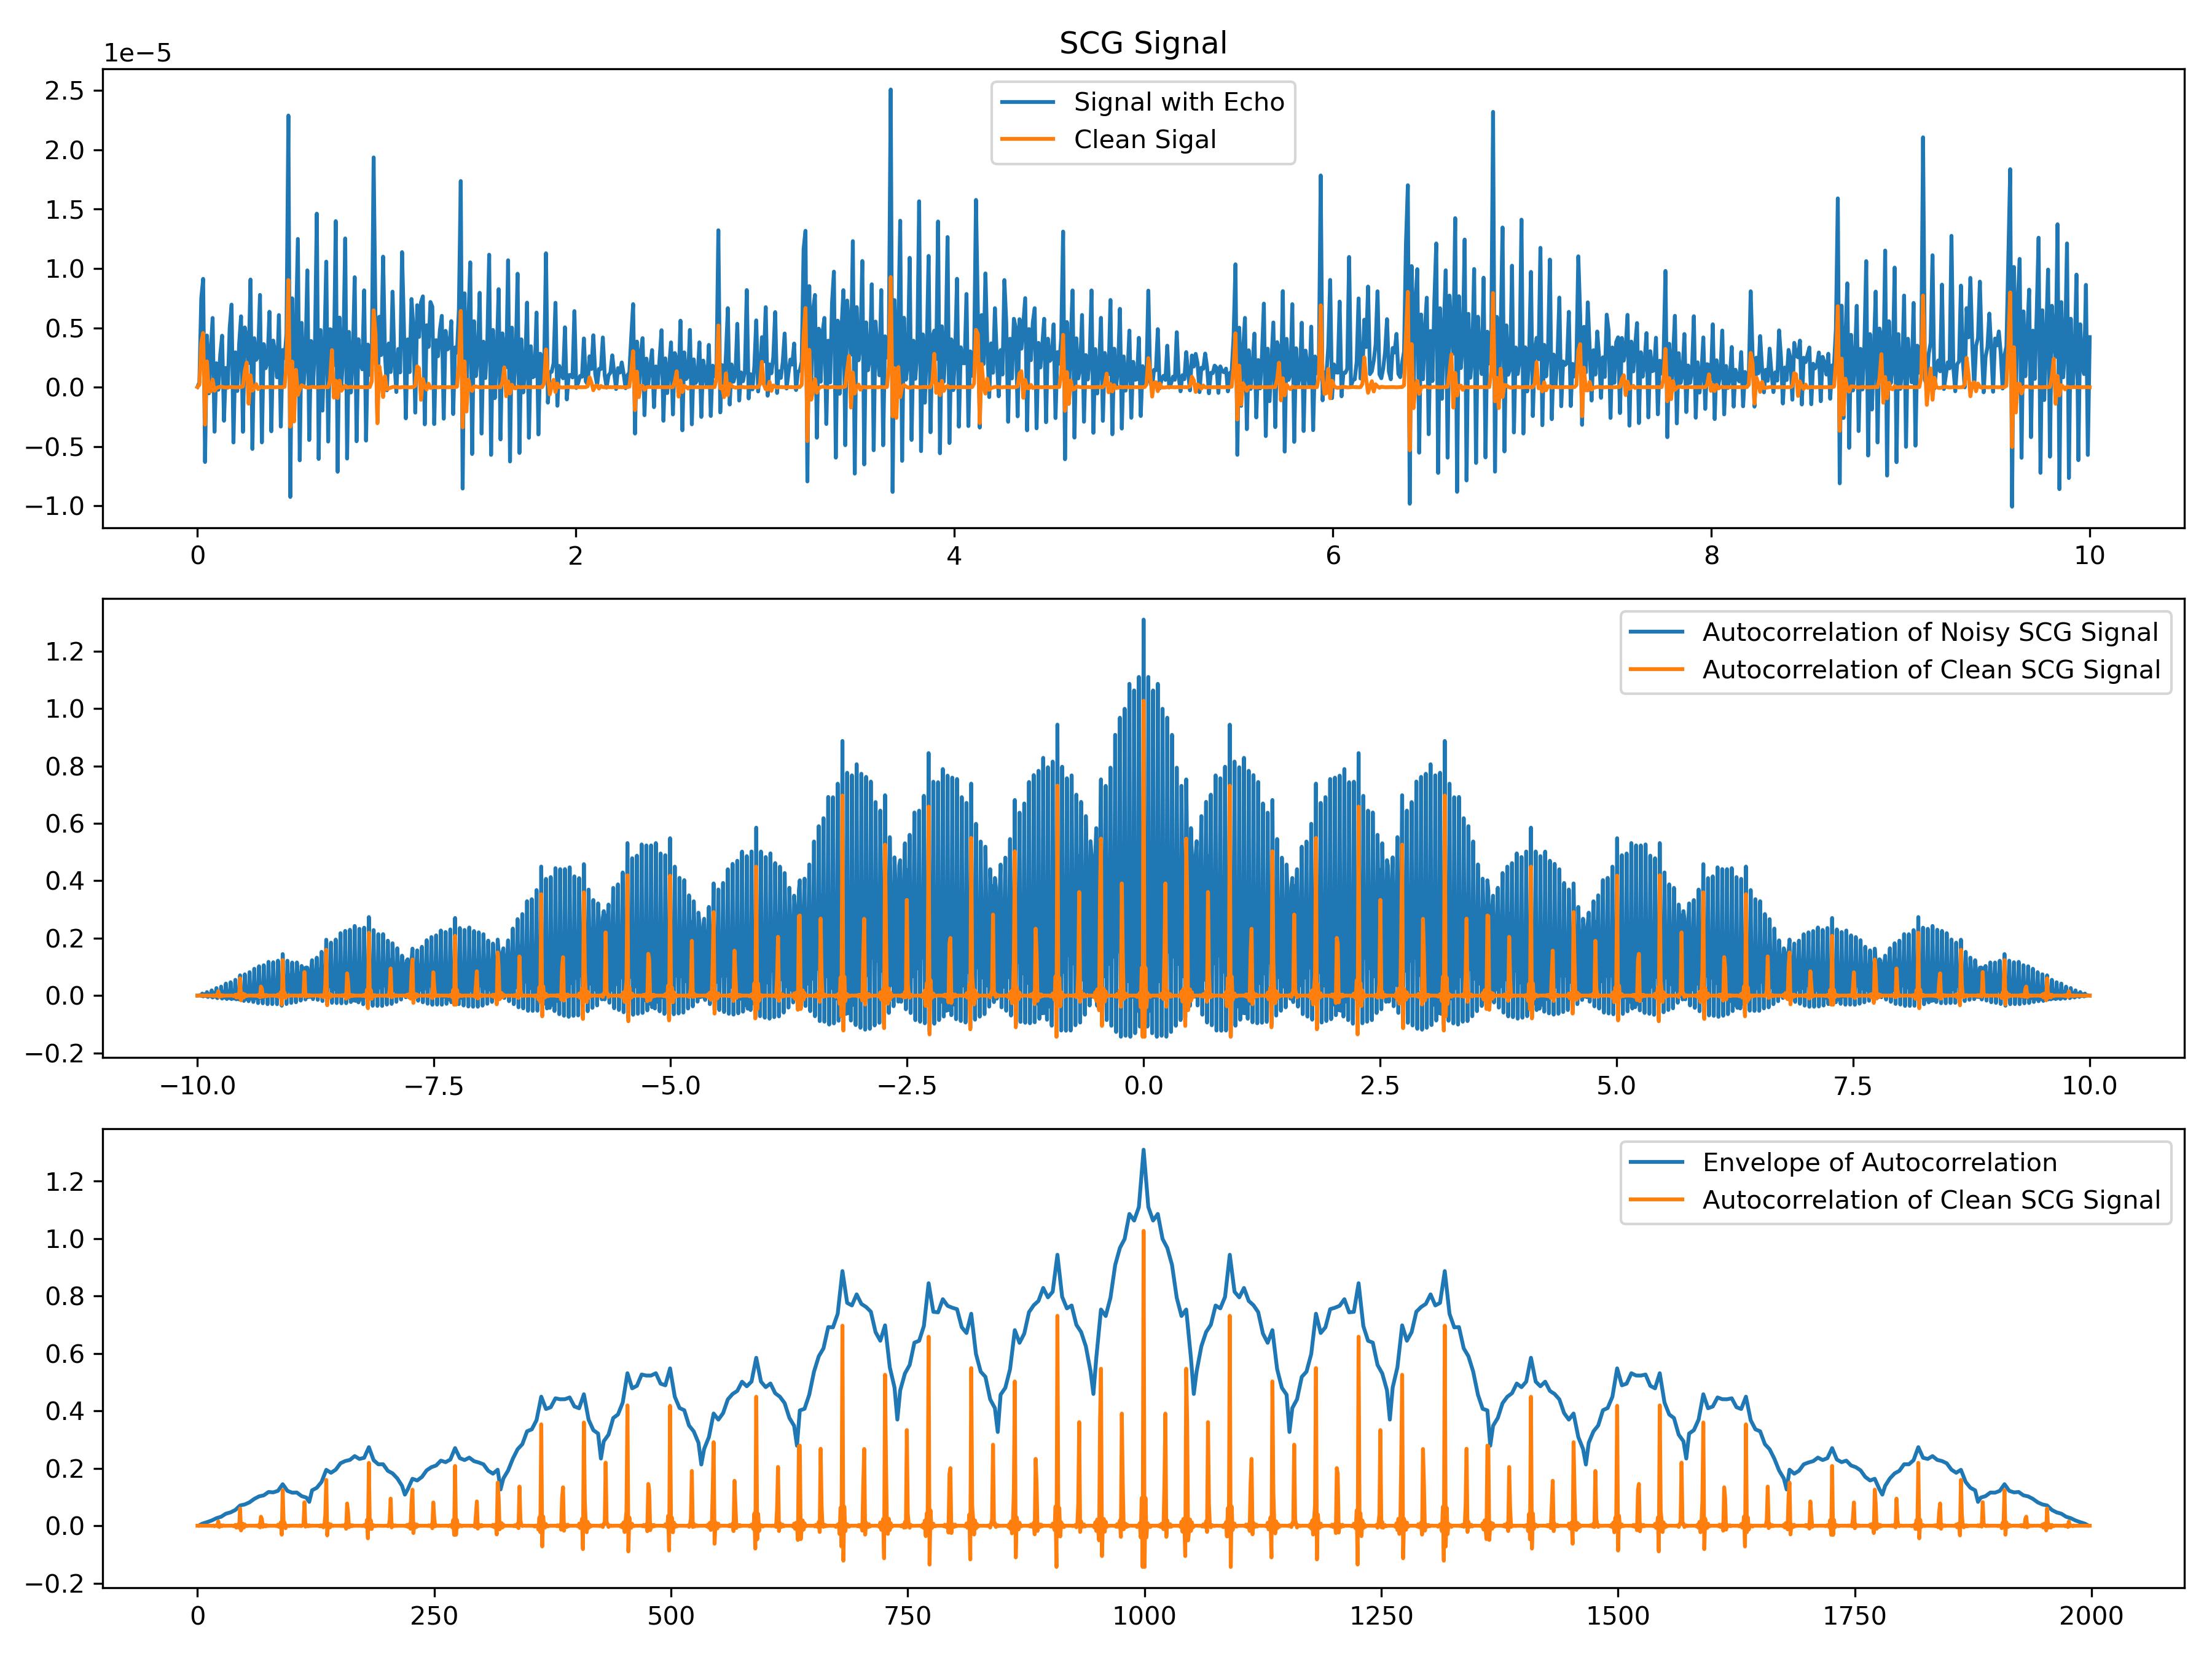 SCG Signal
1e−5
2.5
2.0
1.5
1.0
0.5
0.0
−0.5
−1.0
Signal with Echo
Clean Sigal
0 2 4 6 8 10
1.2
1.0
0.8
0.6
0.4
0.2
0.0
−0.2
Autocorrelation of Noisy SCG Signal
Autocorrelation of Clean SCG Signal
−10.0 −7.5 −5.0 −2.5 0.0 2.5 5.0 7.5 10.0
1.2
1.0
0.8
0.6
0.4
0.2
0.0
−0.2
Envelope of Autocorrelation
Autocorrelation of Clean SCG Signal
0 250 500 750 1000 1250 1500 1750 2000